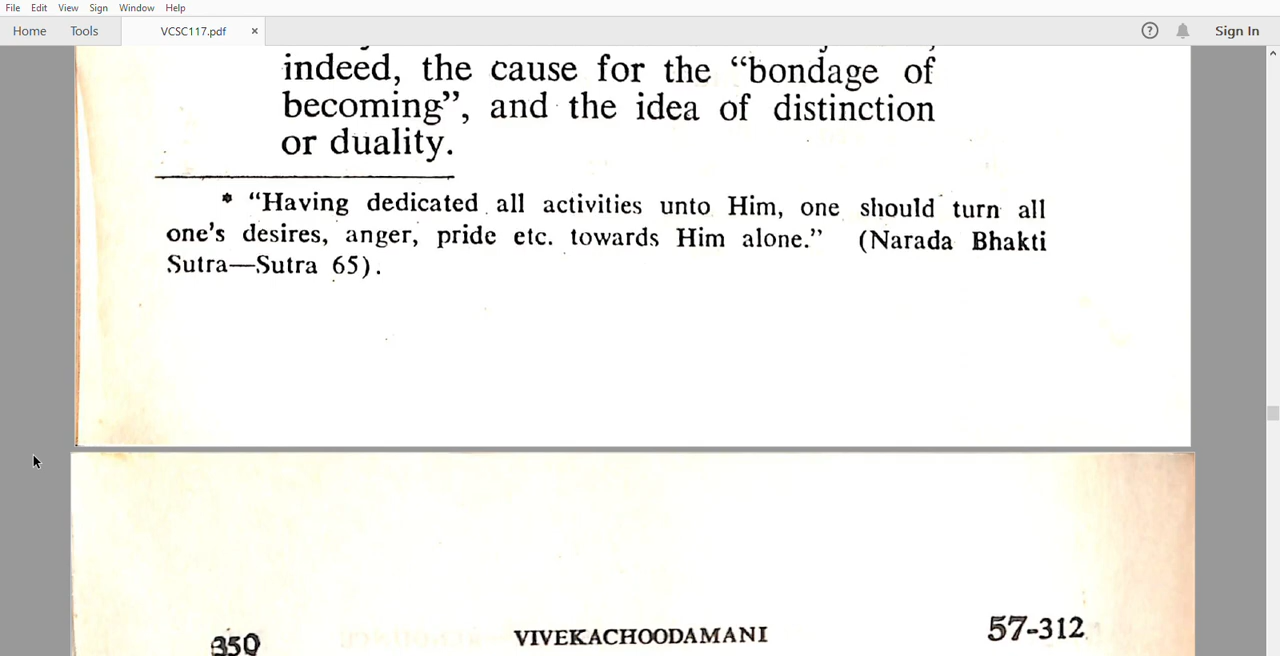 File Edit View Sign Window Help
Home Tools VCSC117.pdf × Sign In
indeed, the cause for the “bondage of
becoming”, and the idea of distinction
or duality.
* “Having dedicated all activities unto Him, one should turn all
one's desires, anger, pride etc. towards Him alone.” (Narada Bhakti
Sutra—Sutra 65).
350 VIVEKACHOODAMANI 57-312